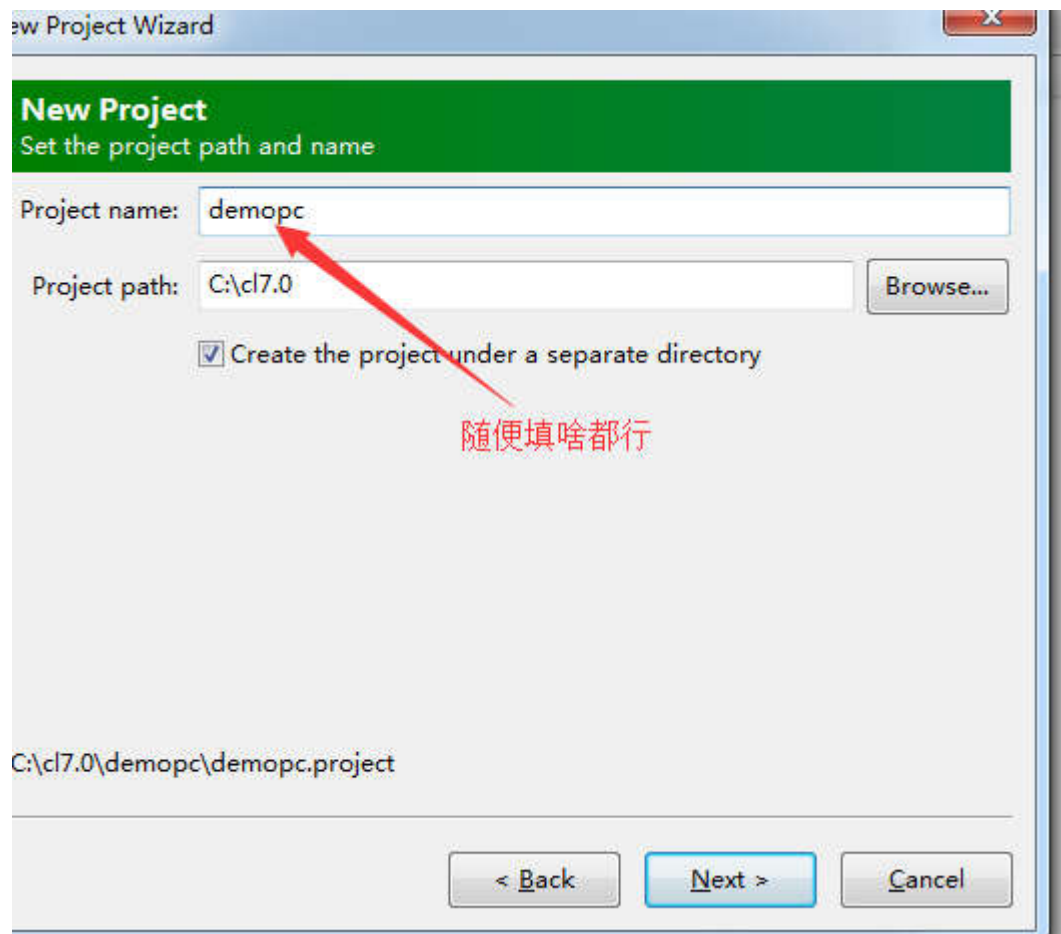 ew Project Wizard
New Project
Set the project path and name
Project name: demopc
Project path: C:\cl7.0 Browse...
Create the project under a separate directory
随便填啥都行
C:\cl7.0\demopc\demopc.project
< Back Next > Cancel